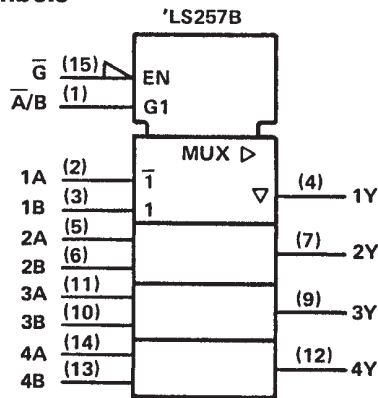 'LS257B
G̅ (15) EN
A̅/B (1) G1
MUX ▷
1A (2) 1̅ ▽ (4) 1Y
1B (3) 1
2A (5) (7) 2Y
2B (6)
3A (11) (9) 3Y
3B (10)
4A (14) (12) 4Y
4B (13)